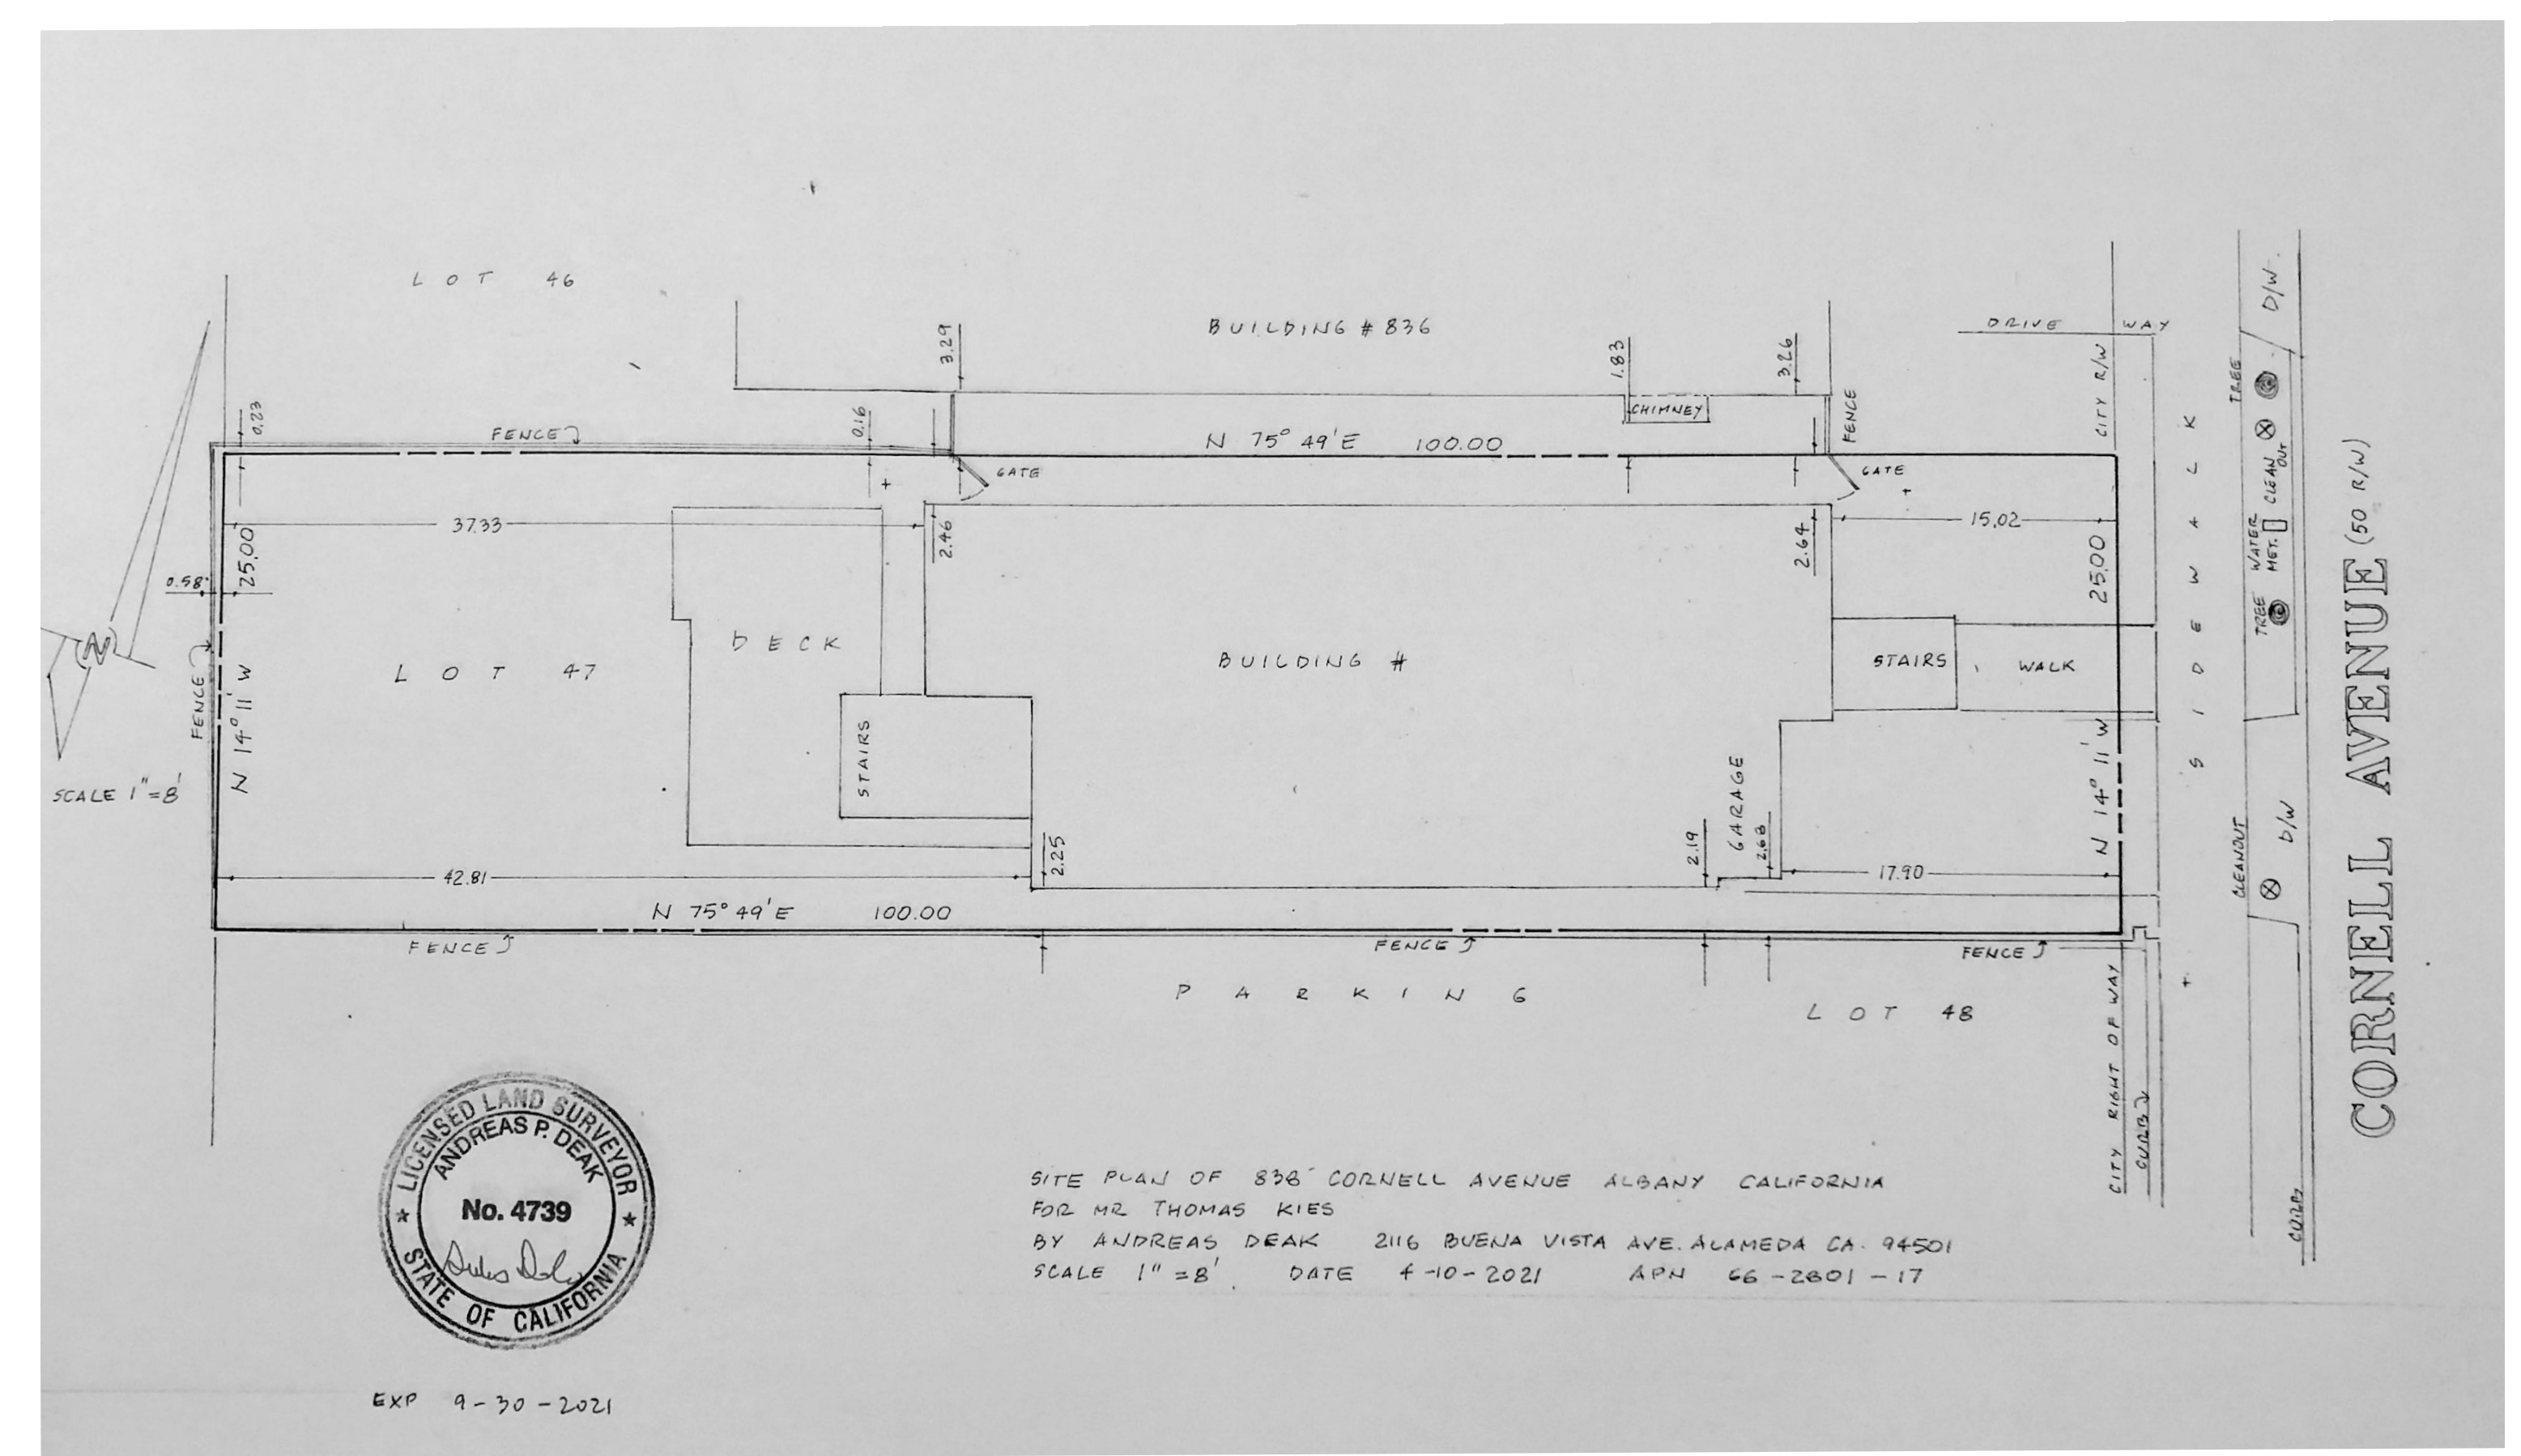 LOT 46
BUILDING # 836
DRIVE WAY
3.29
1.83
3.26
0.23
0.16
FENCE
CHIMNEY
FENCE
CITY R/W
N 75° 49' E 100.00
GATE
GATE
37.33
2.46
2.64
15.02
25.00
25.00
0.58'
DECK
LOT 47
BUILDING #
STAIRS
WALK
FENCE
N 14° 11' W
STAIRS
GARAGE
N 14° 11' W
SCALE 1" = 8'
2.25
2.19
2.68
42.81
17.90
N 75° 49' E 100.00
FENCE
FENCE
FENCE
PARKING
LOT 48
CITY RIGHT OF WAY
CURB
SIDEWALK
D/W.
TREE
CLEAN OUT
WATER MET.
TREE
D/W
CLEANOUT
CURB
CORNELL AVENUE (50 R/W)
LICENSED LAND SURVEYOR
ANDREAS P. DEAK
No. 4739
STATE OF CALIFORNIA
EXP 9-30-2021
SITE PLAN OF 838 CORNELL AVENUE ALBANY CALIFORNIA
FOR MR THOMAS KIES
BY ANDREAS DEAK 2116 BUENA VISTA AVE. ALAMEDA CA. 94501
SCALE 1" = 8'. DATE 4-10-2021 APN 66-2801-17